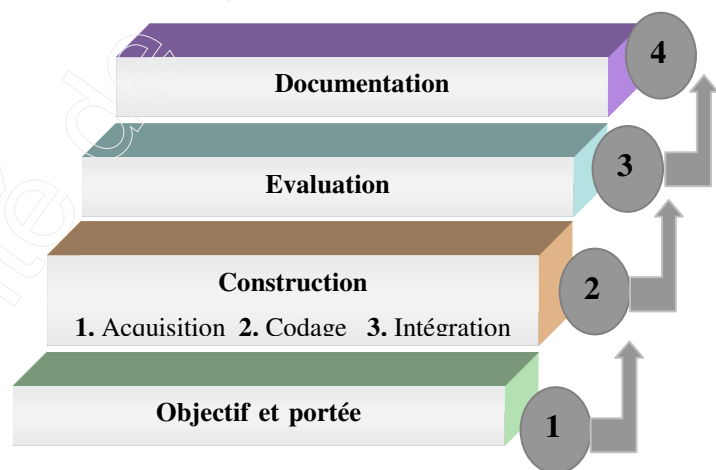 4
Documentation
3
Evaluation
2
Construction
1. Acquisition 2. Codage 3. Intégration
Objectif et portée
1